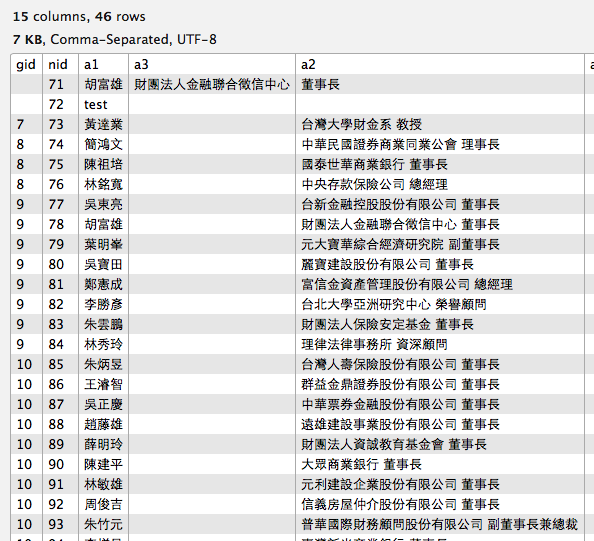 15 columns, 46 rows
7 KB, Comma-Separated, UTF-8
gid nid a1 a3 a2
71 胡富雄 財團法人金融聯合徵信中心 董事長
72 test
7 73 黃達業 台灣大學財金系 教授
8 74 簡鴻文 中華民國證券商業同業公會 理事長
8 75 陳祖培 國泰世華商業銀行 董事長
8 76 林銘寬 中央存款保險公司 總經理
9 77 吳東亮 台新金融控股股份有限公司 董事長
9 78 胡富雄 財團法人金融聯合徵信中心 董事長
9 79 葉明峯 元大寶華綜合經濟研究院 副董事長
9 80 吳寶田 麗寶建設股份有限公司 董事長
9 81 鄭憲成 富信金資產管理股份有限公司 總經理
9 82 李勝彥 台北大學亞洲研究中心 榮譽顧問
9 83 朱雲鵬 財團法人保險安定基金 董事長
9 84 林秀玲 理律法律事務所 資深顧問
10 85 朱炳昱 台灣人壽保險股份有限公司 董事長
10 86 王濬智 群益金鼎證券股份有限公司 董事長
10 87 吳正慶 中華票券金融股份有限公司 董事長
10 88 趙藤雄 遠雄建設事業股份有限公司 董事長
10 89 薛明玲 財團法人資誠教育基金會 董事長
10 90 陳建平 大眾商業銀行 董事長
10 91 林敏雄 元利建設企業股份有限公司 董事長
10 92 周俊吉 信義房屋仲介股份有限公司 董事長
10 93 朱竹元 普華國際財務顧問股份有限公司 副董事長兼總裁